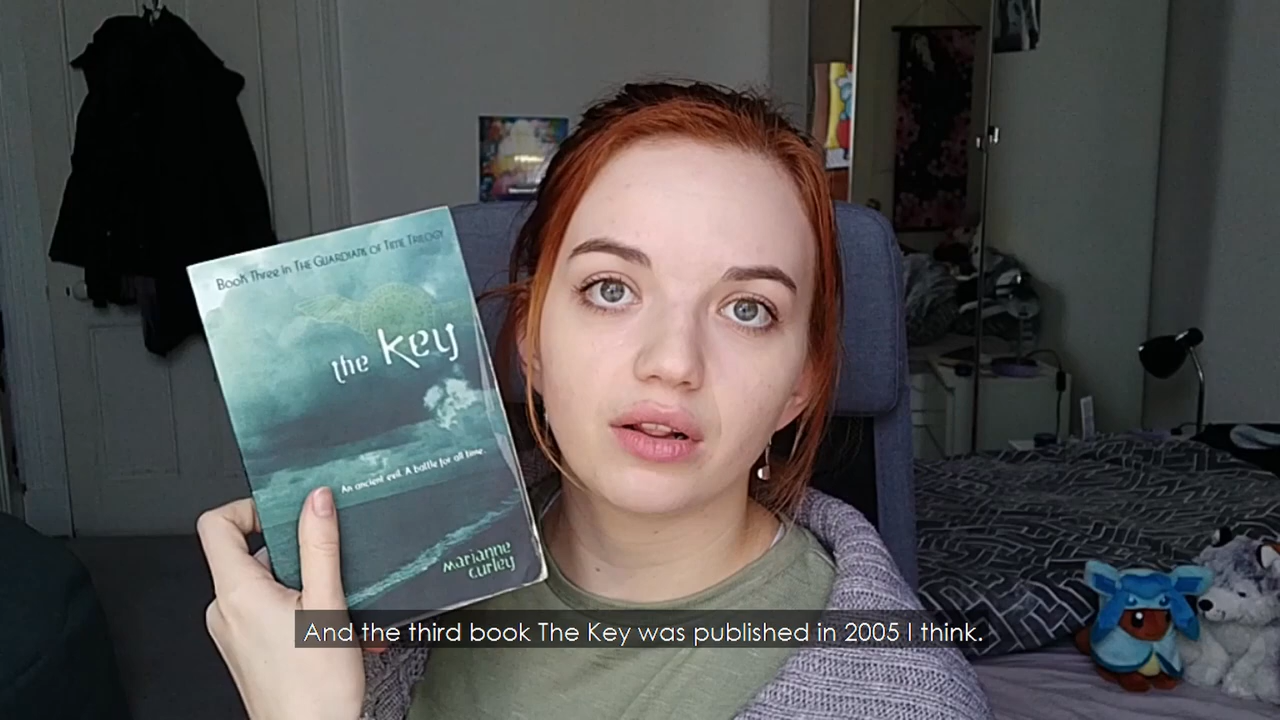 Book Three in The Guardians of Time Trilogy
the Key
An ancient evil. A battle for all time.
marianne
curley
And the third book The Key was published in 2005 I think.